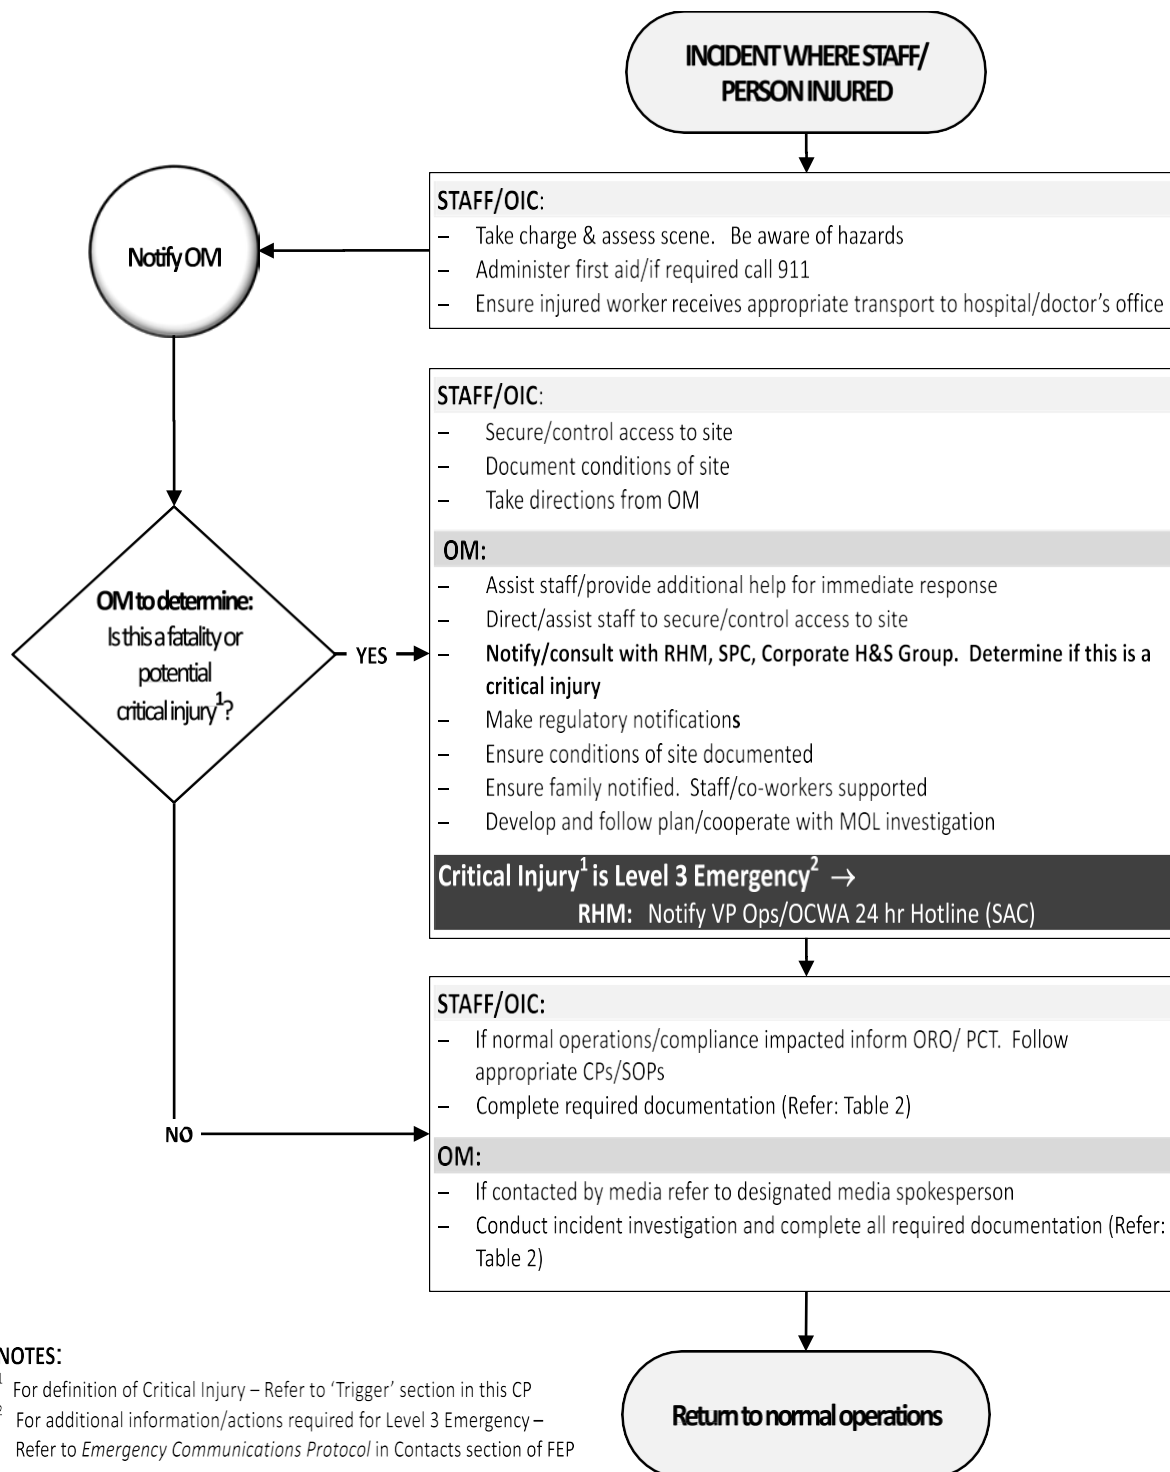 INCIDENT WHERE STAFF/
PERSON INJURED
STAFF/OIC:
– Take charge & assess scene. Be aware of hazards
– Administer first aid/if required call 911
– Ensure injured worker receives appropriate transport to hospital/doctor’s office
Notify OM
OM to determine:
Is this a fatality or
potential
critical injury1?
YES
STAFF/OIC:
– Secure/control access to site
– Document conditions of site
– Take directions from OM
OM:
– Assist staff/provide additional help for immediate response
– Direct/assist staff to secure/control access to site
– Notify/consult with RHM, SPC, Corporate H&S Group. Determine if this is a
critical injury
– Make regulatory notifications
– Ensure conditions of site documented
– Ensure family notified. Staff/co-workers supported
– Develop and follow plan/cooperate with MOL investigation
Critical Injury1 is Level 3 Emergency2 →
RHM: Notify VP Ops/OCWA 24 hr Hotline (SAC)
NO
STAFF/OIC:
– If normal operations/compliance impacted inform ORO/ PCT. Follow
appropriate CPs/SOPs
– Complete required documentation (Refer: Table 2)
OM:
– If contacted by media refer to designated media spokesperson
– Conduct incident investigation and complete all required documentation (Refer:
Table 2)
Return to normal operations
NOTES:
1 For definition of Critical Injury – Refer to ‘Trigger’ section in this CP
2 For additional information/actions required for Level 3 Emergency –
Refer to Emergency Communications Protocol in Contacts section of FEP